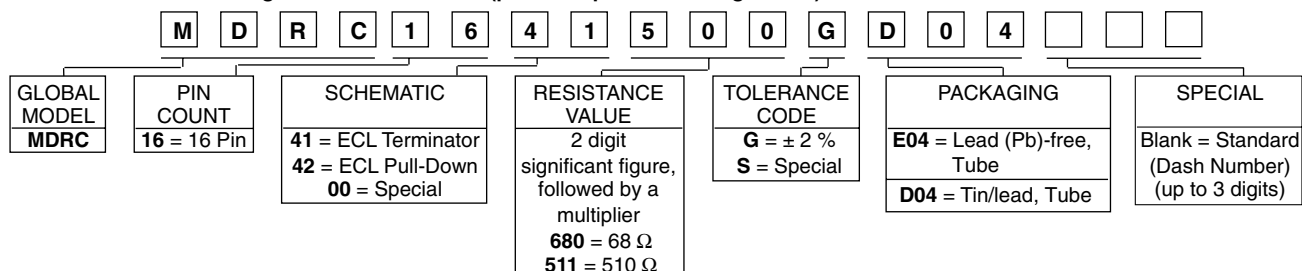 M D R C 1 6 4 1 5 0 0 G D 0 4
GLOBAL
MODEL
MDRC
PIN
COUNT
16 = 16 Pin
SCHEMATIC
41 = ECL Terminator
42 = ECL Pull-Down
00 = Special
RESISTANCE
VALUE
2 digit
significant figure,
followed by a
multiplier
680 = 68 Ω
511 = 510 Ω
TOLERANCE
CODE
G = ± 2 %
S = Special
PACKAGING
E04 = Lead (Pb)-free,
Tube
D04 = Tin/lead, Tube
SPECIAL
Blank = Standard
(Dash Number)
(up to 3 digits)